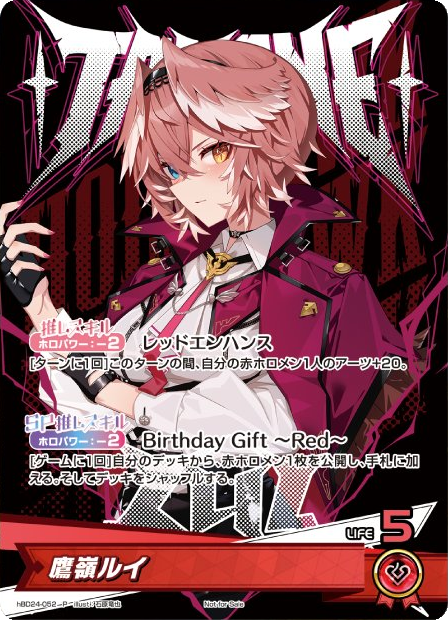 TAKANE
推しスキル
ホロパワー：－2
レッドエンハンス
[ターンに1回]このターンの間、自分の赤ホロメン1人のアーツ+20。
SP推しスキル
ホロパワー：－2
Birthday Gift ～Red～
[ゲームに1回]自分のデッキから、赤ホロメン1枚を公開し、手札に加
える。そしてデッキをシャッフルする。
LIFE 5
鷹嶺ルイ
hBD24-052 P
Not for Sale